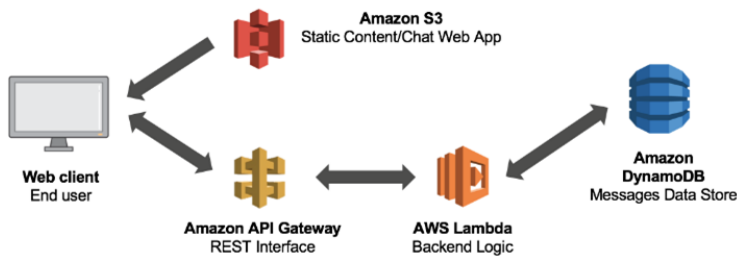 Amazon S3
Static Content/Chat Web App
Web client
End user
Amazon API Gateway
REST Interface
AWS Lambda
Backend Logic
Amazon
DynamoDB
Messages Data Store